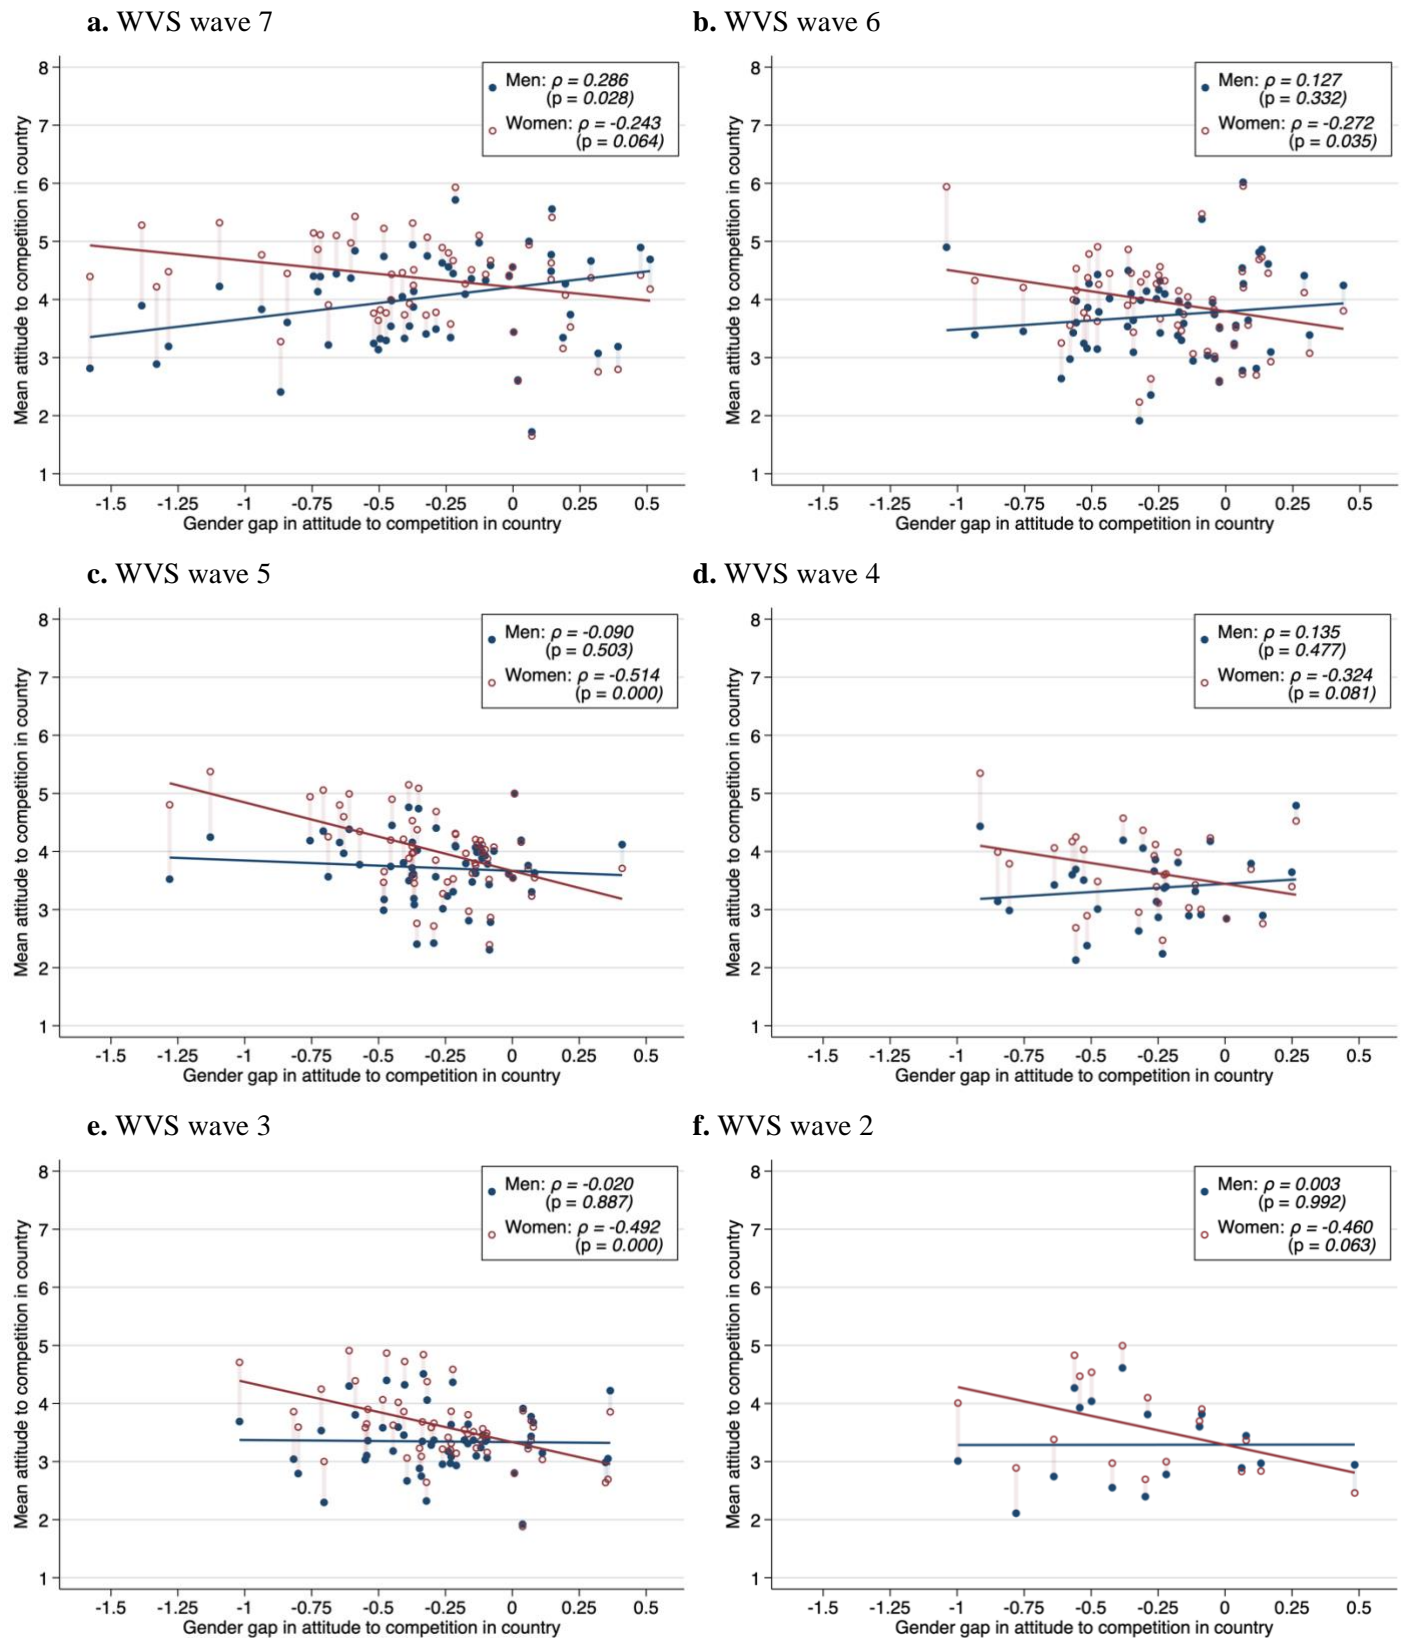 a. WVS wave 7
8
7
6
5
4
3
2
1
Mean attitude to competition in country
Men: ρ = 0.286
(p = 0.028)
Women: ρ = -0.243
(p = 0.064)
-1.5 -1.25 -1 -0.75 -0.5 -0.25 0 0.25 0.5
Gender gap in attitude to competition in country
b. WVS wave 6
8
7
6
5
4
3
2
1
Mean attitude to competition in country
Men: ρ = 0.127
(p = 0.332)
Women: ρ = -0.272
(p = 0.035)
-1.5 -1.25 -1 -0.75 -0.5 -0.25 0 0.25 0.5
Gender gap in attitude to competition in country
c. WVS wave 5
8
7
6
5
4
3
2
1
Mean attitude to competition in country
Men: ρ = -0.090
(p = 0.503)
Women: ρ = -0.514
(p = 0.000)
-1.5 -1.25 -1 -0.75 -0.5 -0.25 0 0.25 0.5
Gender gap in attitude to competition in country
d. WVS wave 4
8
7
6
5
4
3
2
1
Mean attitude to competition in country
Men: ρ = 0.135
(p = 0.477)
Women: ρ = -0.324
(p = 0.081)
-1.5 -1.25 -1 -0.75 -0.5 -0.25 0 0.25 0.5
Gender gap in attitude to competition in country
e. WVS wave 3
8
7
6
5
4
3
2
1
Mean attitude to competition in country
Men: ρ = -0.020
(p = 0.887)
Women: ρ = -0.492
(p = 0.000)
-1.5 -1.25 -1 -0.75 -0.5 -0.25 0 0.25 0.5
Gender gap in attitude to competition in country
f. WVS wave 2
8
7
6
5
4
3
2
1
Mean attitude to competition in country
Men: ρ = 0.003
(p = 0.992)
Women: ρ = -0.460
(p = 0.063)
-1.5 -1.25 -1 -0.75 -0.5 -0.25 0 0.25 0.5
Gender gap in attitude to competition in country